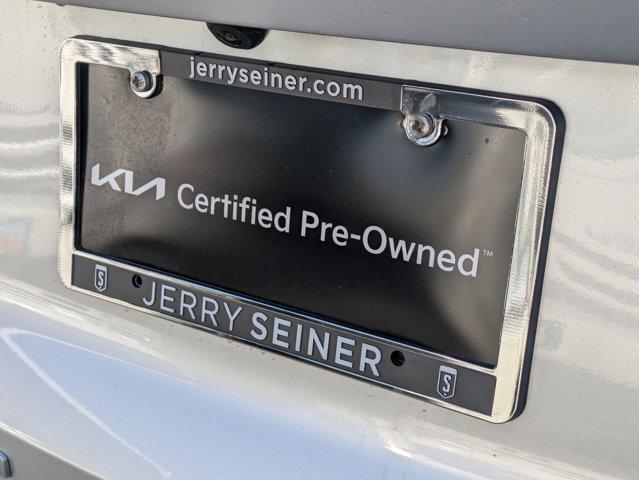 jerryseiner.com
KIA Certified Pre-Owned™
S JERRY SEINER S